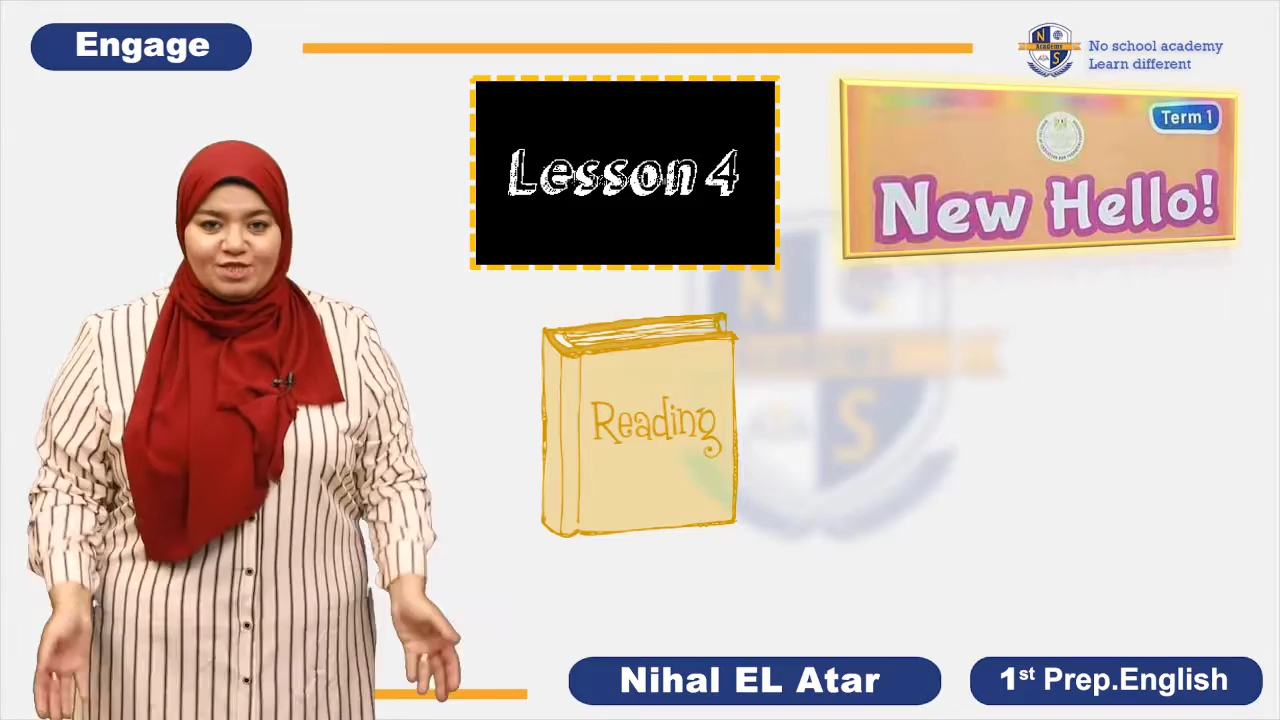 Engage
No school academy
Learn different
N
Academy
S
Lesson 4
Term 1
New Hello!
N
S
Reading
Nihal EL Atar
1st Prep.English